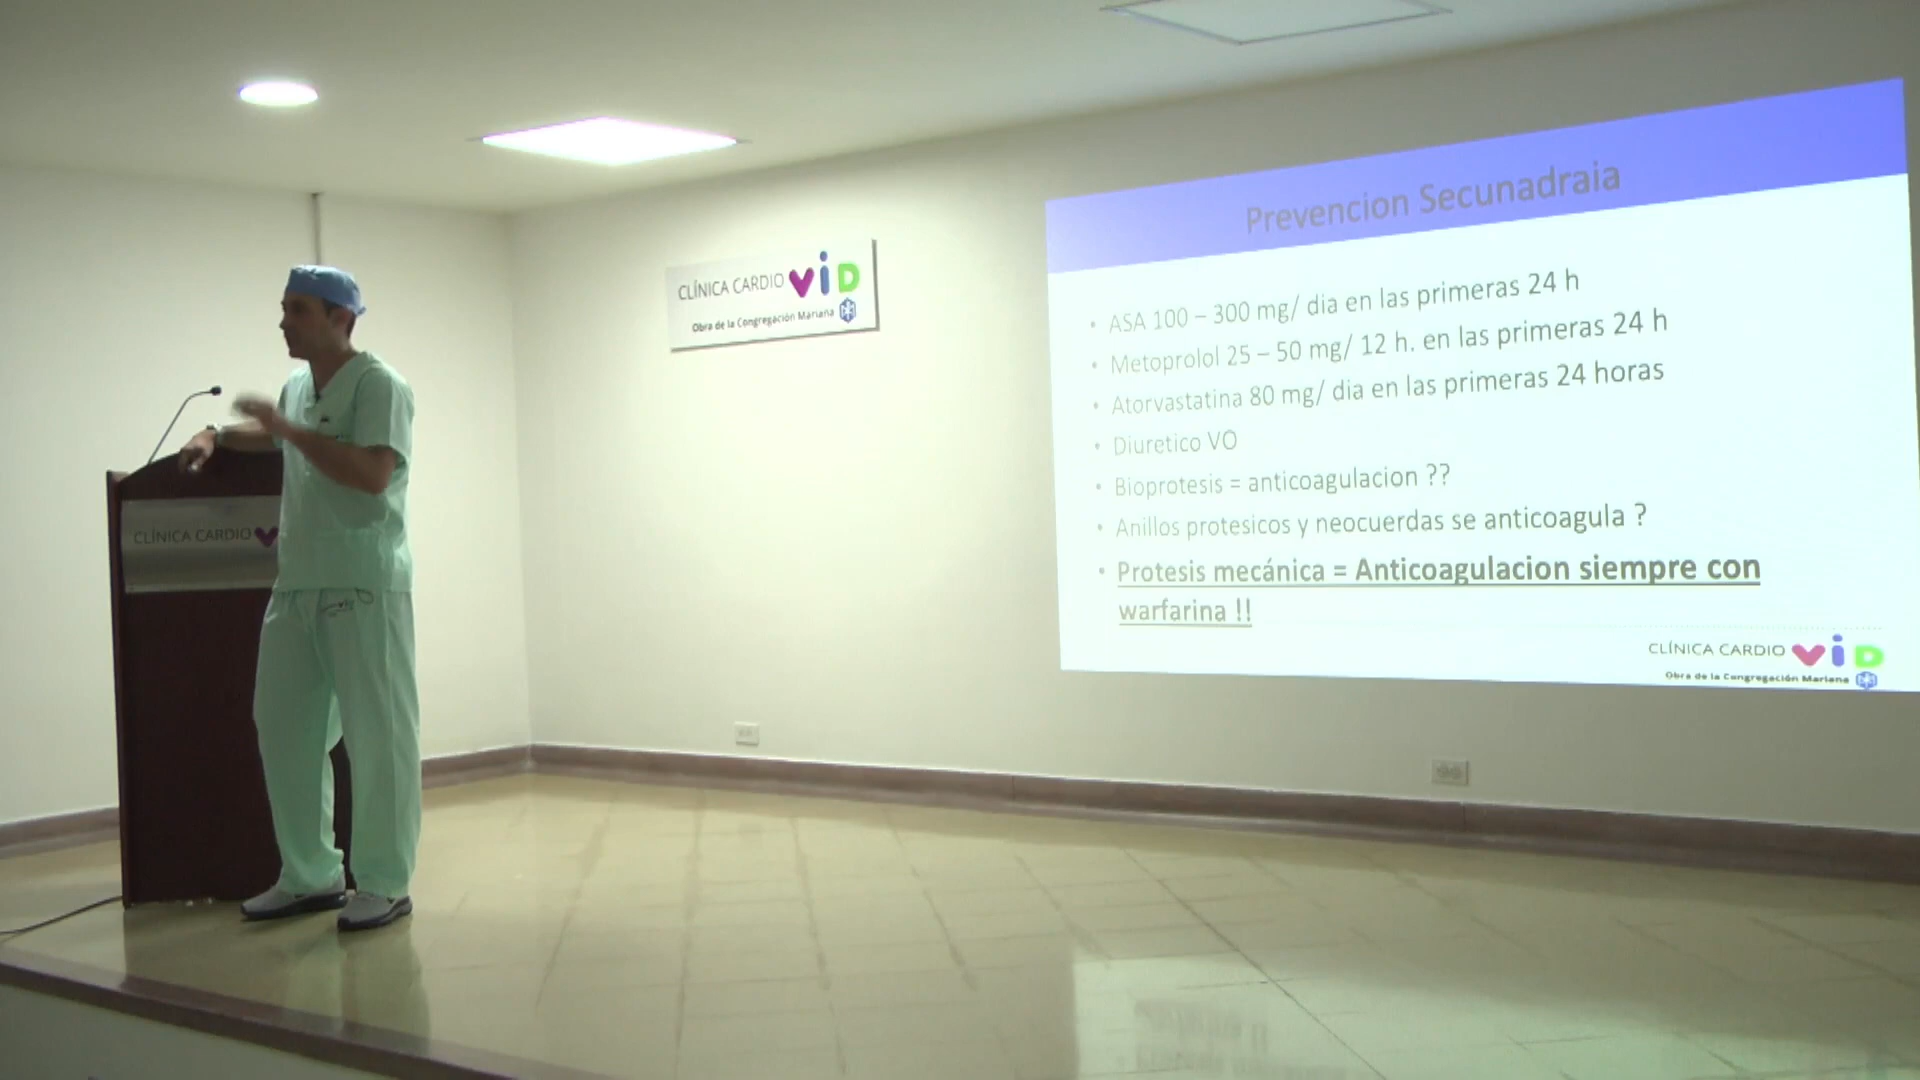 CLÍNICA CARDIO VID
Obra de la Congregación Mariana
CLÍNICA CARDIO V
Prevencion Secunadraia
• ASA 100 – 300 mg/ dia en las primeras 24 h
• Metoprolol 25 – 50 mg/ 12 h. en las primeras 24 h
• Atorvastatina 80 mg/ dia en las primeras 24 horas
• Diuretico VO
• Bioprotesis = anticoagulacion ??
• Anillos protesicos y neocuerdas se anticoagula ?
• Protesis mecánica = Anticoagulacion siempre con
warfarina !!
CLÍNICA CARDIO VID
Obra de la Congregación Mariana